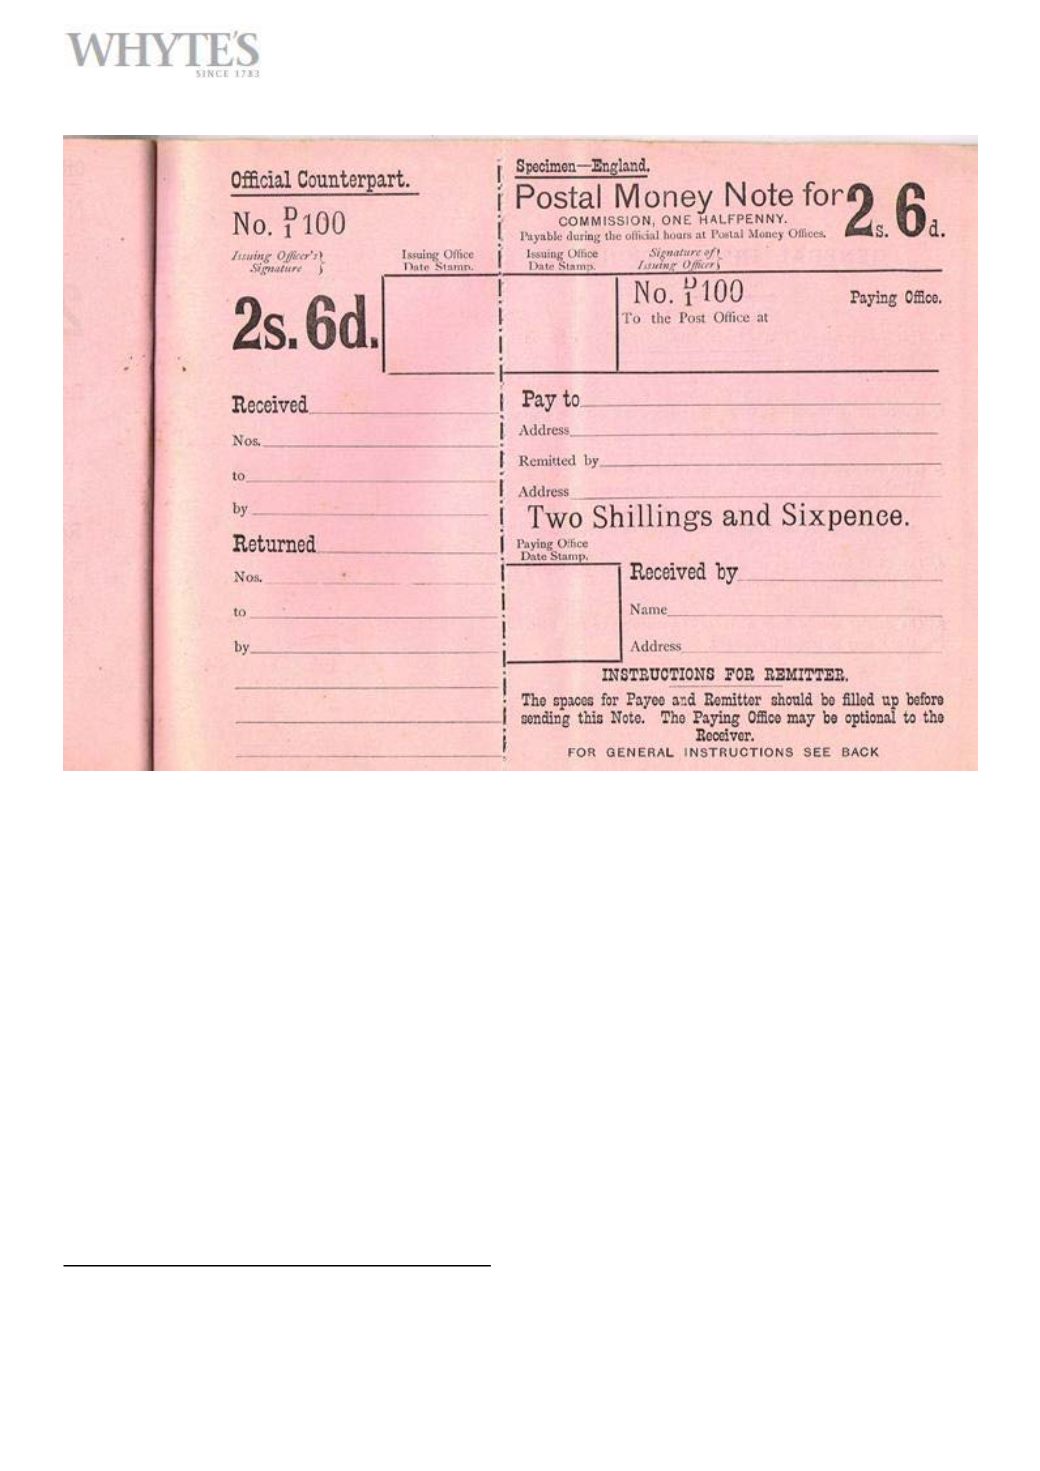 WHYTE'S
SINCE 1783
Official Counterpart.
No. D/1 100
Issuing Officer's }
Signature }
Issuing Office
Date Stamp.
2s. 6d.
Received
Nos.
to
by
Returned
Nos.
to
by
Specimen—England.
Postal Money Note for 2s. 6d.
COMMISSION, ONE HALFPENNY.
Payable during the official hours at Postal Money Offices.
Issuing Office
Date Stamp.
Signature of }
Issuing Officer }
No. D/1 100
Paying Office.
To the Post Office at
Pay to
Address
Remitted by
Address
Two Shillings and Sixpence.
Paying Office
Date Stamp.
Received by
Name
Address
INSTRUCTIONS FOR REMITTER.
The spaces for Payee and Remitter should be filled up before
sending this Note. The Paying Office may be optional to the
Receiver.
FOR GENERAL INSTRUCTIONS SEE BACK